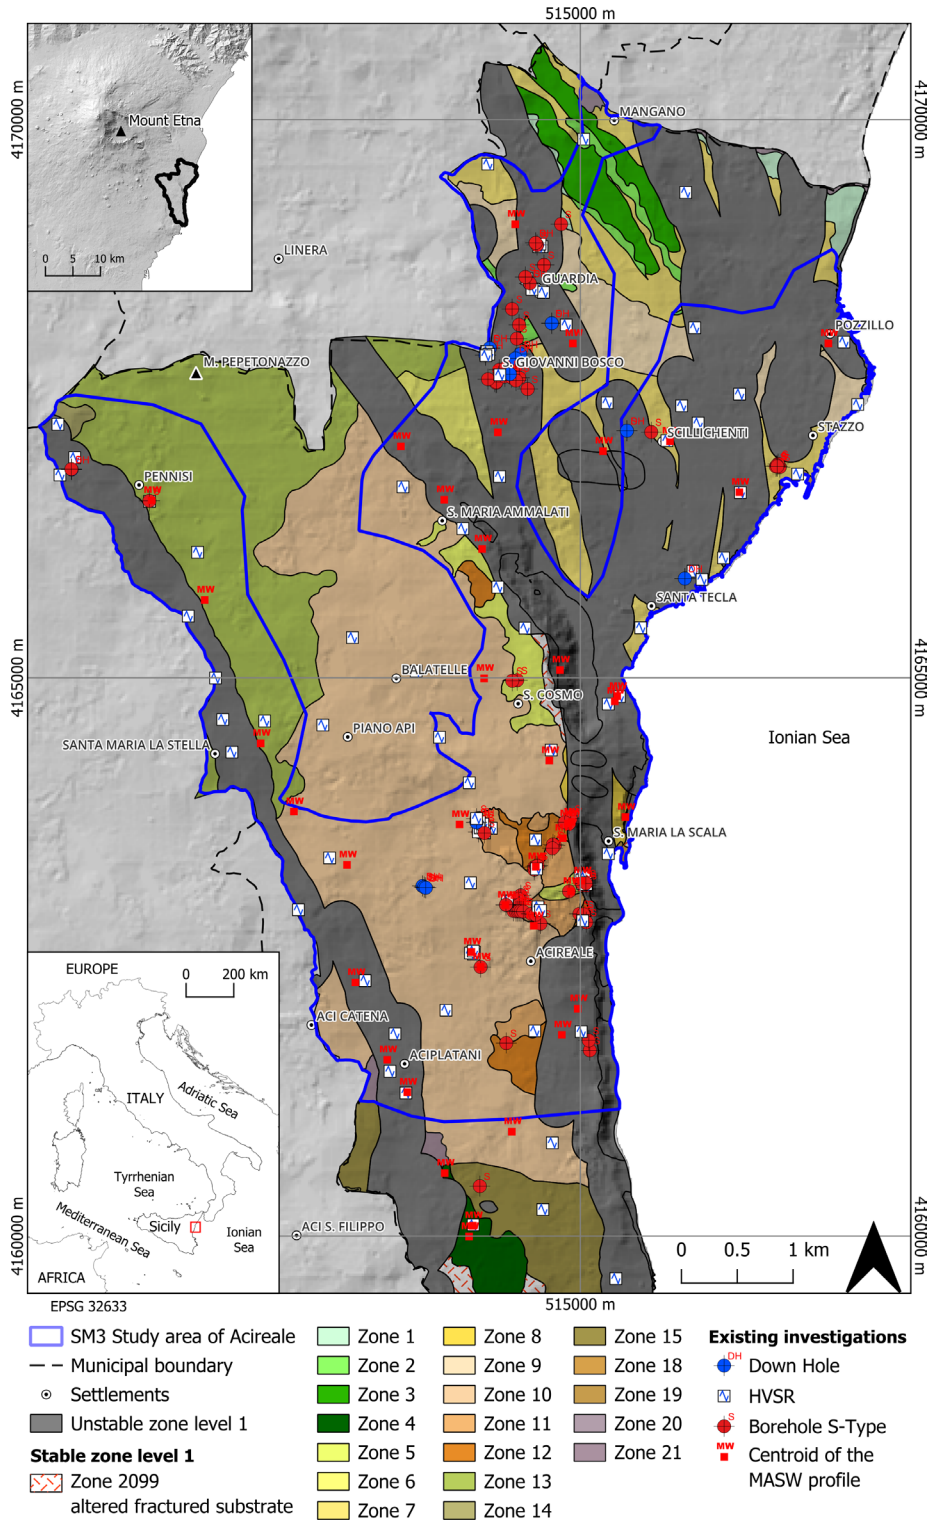 515000 m
4170000 m
4170000 m
Mount Etna
0 5 10 km
MANGANO
LINERA
GUARDIA
POZZILLO
M. PEPETONAZZO
S. GIOVANNI BOSCO
SCILLICHENTI
STAZZO
PENNISI
S. MARIA AMMALATI
SANTA TECLA
4165000 m
4165000 m
BALATELLE
S. COSMO
PIANO API
SANTA MARIA LA STELLA
Ionian Sea
S. MARIA LA SCALA
ACIREALE
ACI CATENA
ACIPLATANI
ACI S. FILIPPO
EUROPE
0 200 km
ITALY
Adriatic Sea
Tyrrhenian
Sea
Mediterranean Sea
Sicily
Ionian
Sea
AFRICA
4160000 m
4160000 m
0 0.5 1 km
EPSG 32633
515000 m
SM3 Study area of Acireale
Municipal boundary
Settlements
Unstable zone level 1
Stable zone level 1
Zone 2099
altered fractured substrate
Zone 1
Zone 2
Zone 3
Zone 4
Zone 5
Zone 6
Zone 7
Zone 8
Zone 9
Zone 10
Zone 11
Zone 12
Zone 13
Zone 14
Zone 15
Zone 18
Zone 19
Zone 20
Zone 21
Existing investigations
DH
Down Hole
HVSR
S
Borehole S-Type
MW
Centroid of the
MASW profile